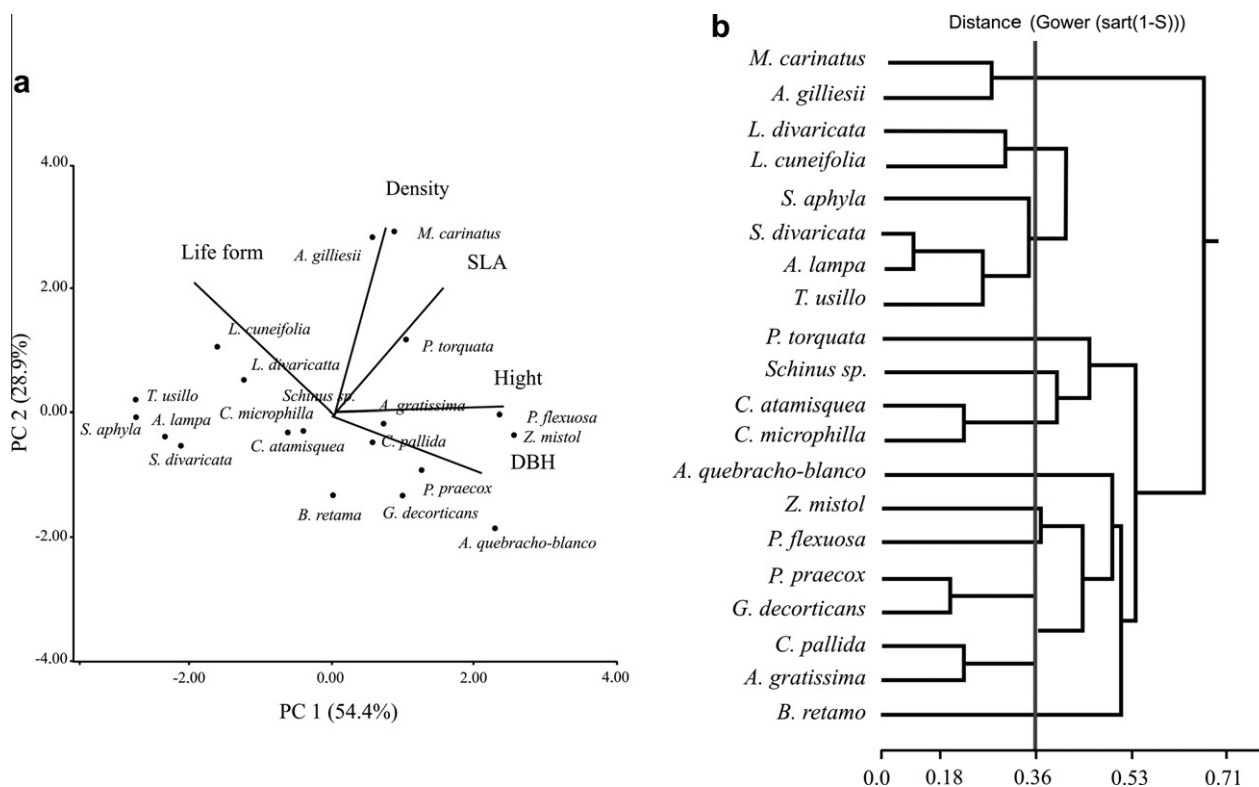 a
4.00
2.00
0.00
-2.00
-4.00
PC 2 (28.9%)
-2.00 0.00 2.00 4.00
PC 1 (54.4%)
Density
M. carinatus
A. gilliesii
Life form
SLA
L. cuneifolia
P. torquata
L. divaricatta
Hight
Schinus sp.
A. gratissima
T. usillo
C. microphilla
P. flexuosa
A. lampa
S. aphyla
Z. mistol
C. atamisquea
C. pallida
S. divaricata
DBH
P. praecox
B. retama
G. decorticans
A. quebracho-blanco
b
Distance (Gower (sart(1-S)))
M. carinatus
A. gilliesii
L. divaricata
L. cuneifolia
S. aphyla
S. divaricata
A. lampa
T. usillo
P. torquata
Schinus sp.
C. atamisquea
C. microphilla
A. quebracho-blanco
Z. mistol
P. flexuosa
P. praecox
G. decorticans
C. pallida
A. gratissima
B. retamo
0.0 0.18 0.36 0.53 0.71